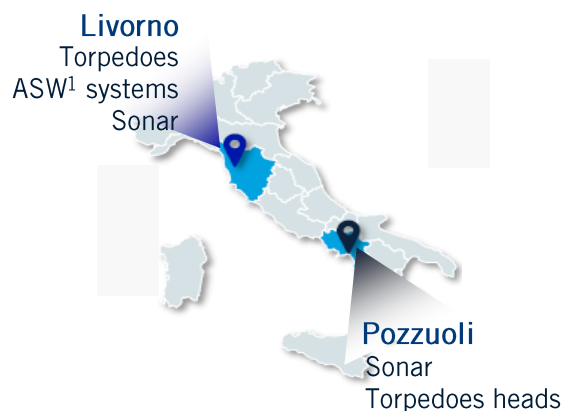 Livorno
Torpedoes
ASW¹ systems
Sonar
Pozzuoli
Sonar
Torpedoes heads